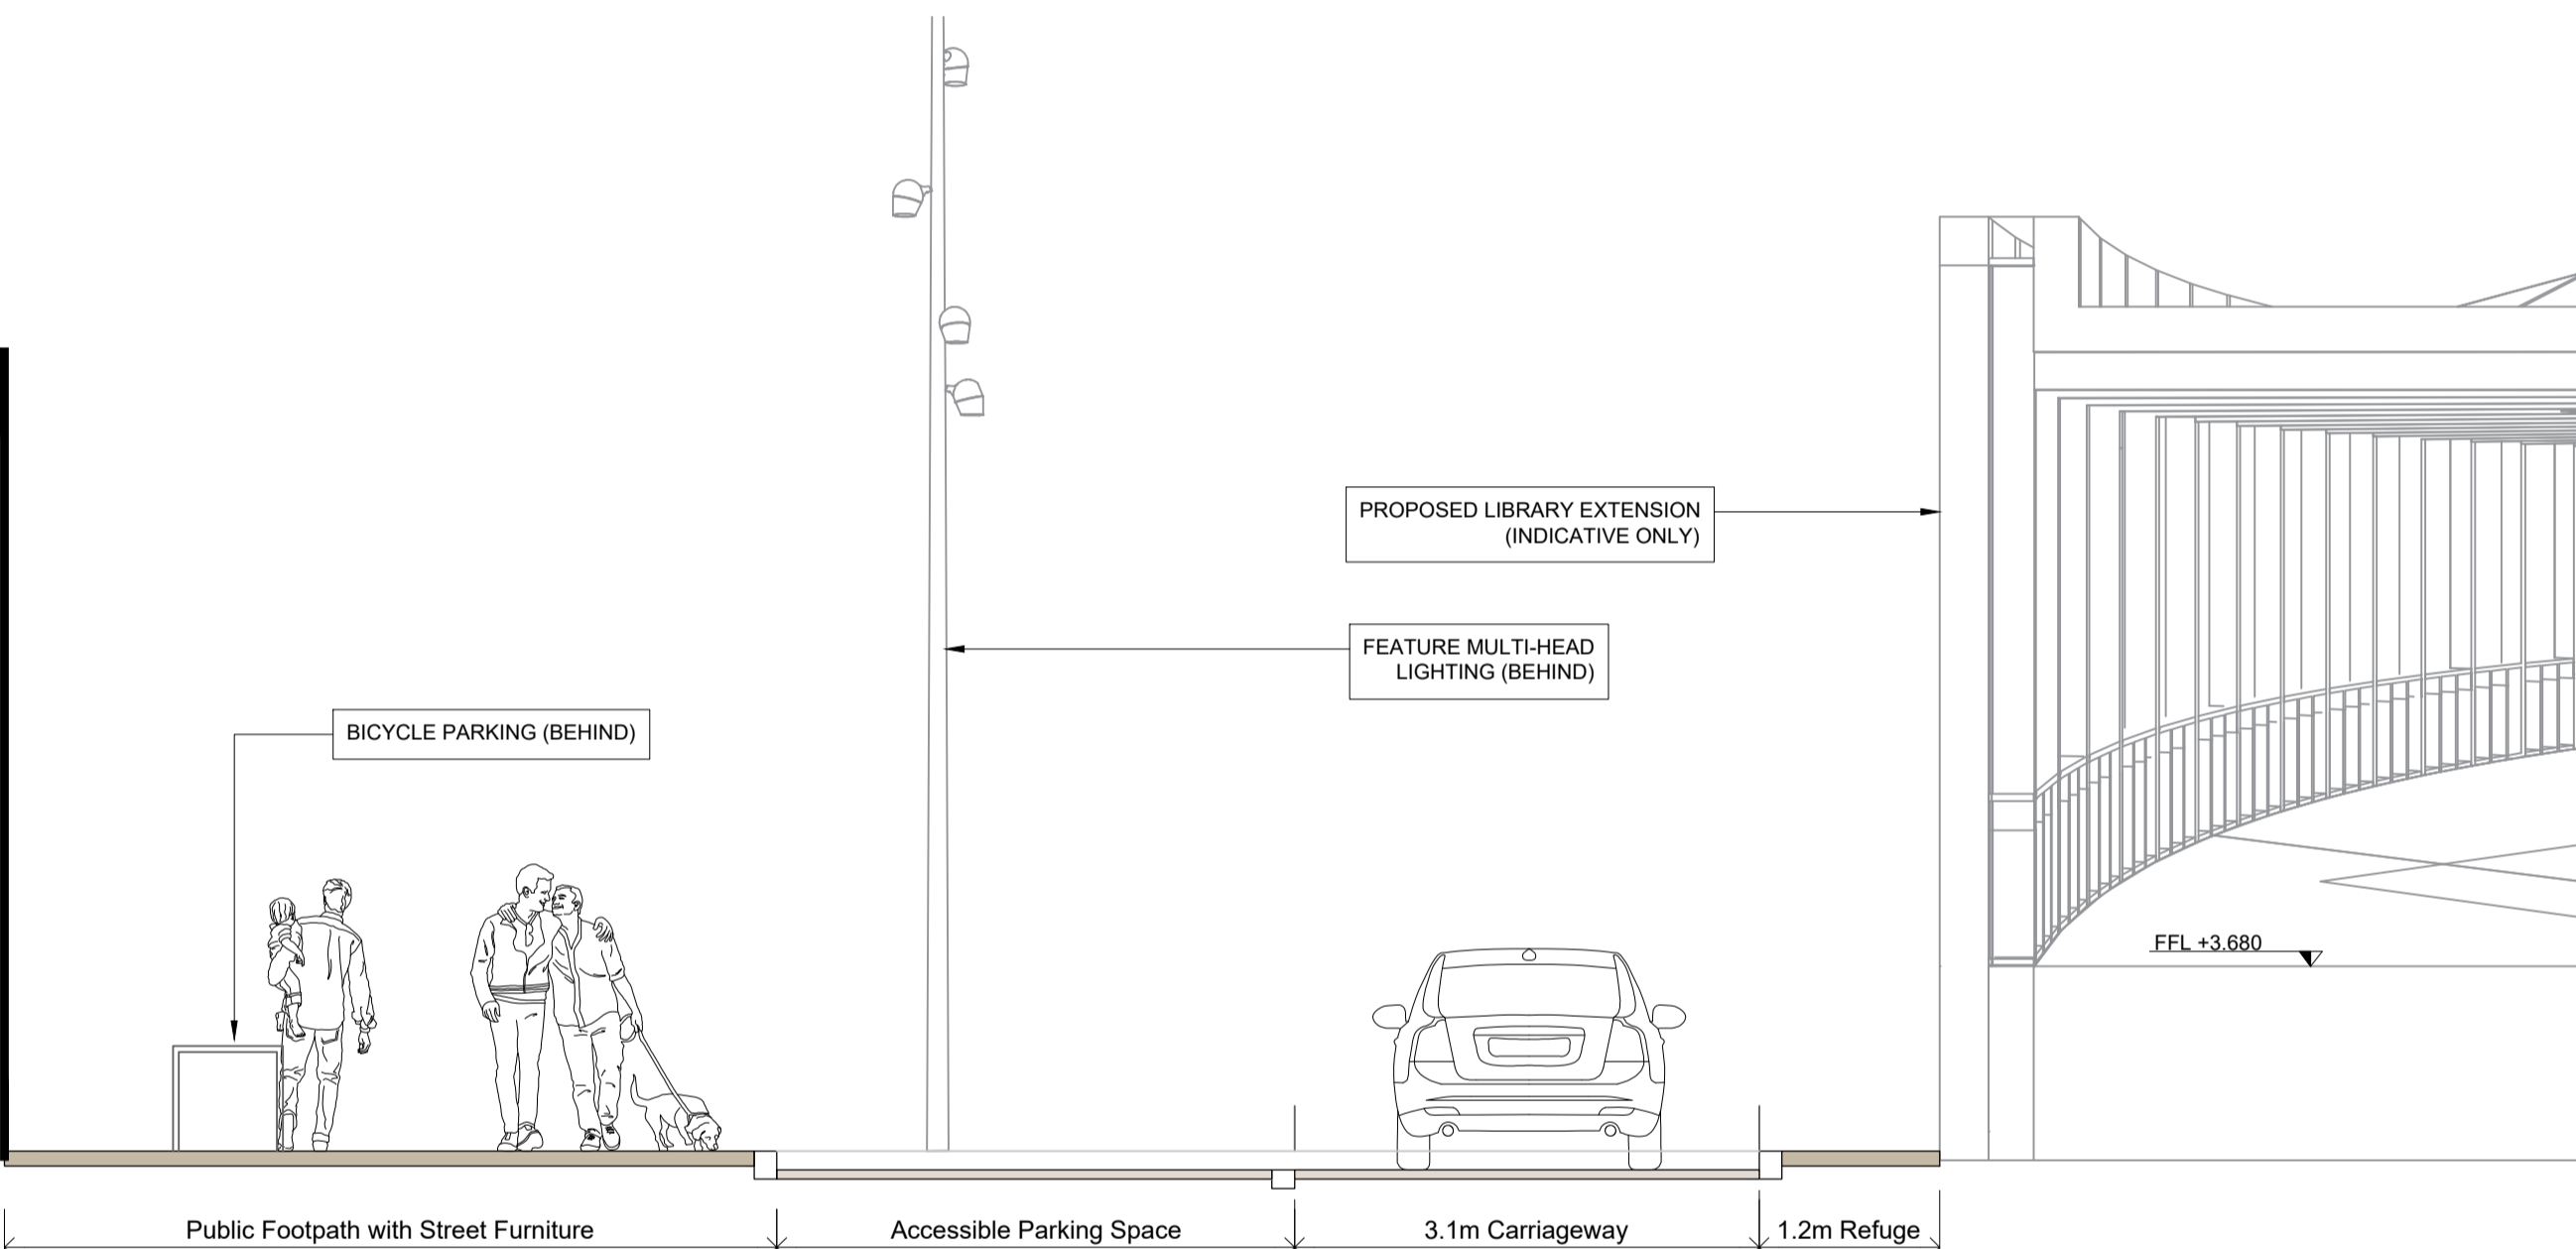 PROPOSED LIBRARY EXTENSION
(INDICATIVE ONLY)
FEATURE MULTI-HEAD
LIGHTING (BEHIND)
BICYCLE PARKING (BEHIND)
FFL +3.680
Public Footpath with Street Furniture
Accessible Parking Space
3.1m Carriageway
1.2m Refuge